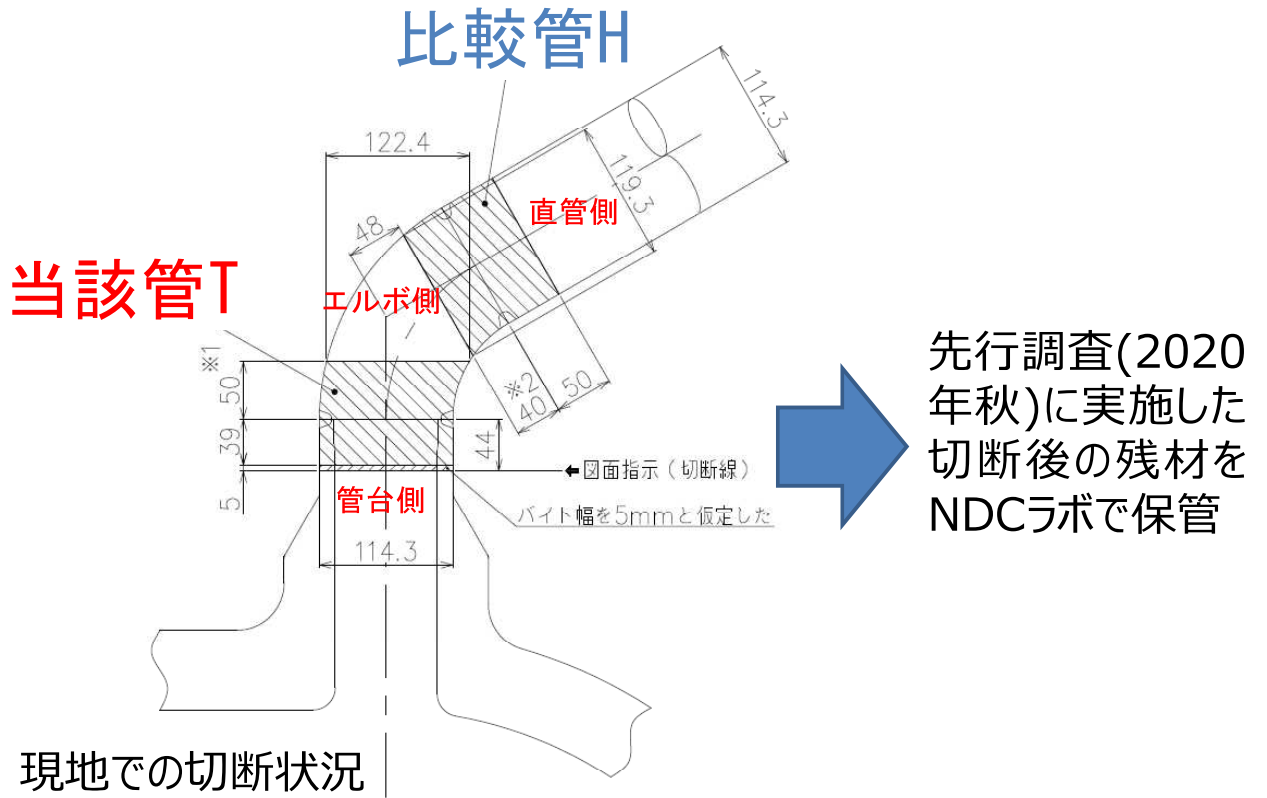 比較管H
114.3
122.4
119.3
直管側
48
当該管T
エルボ側
※1
50
※2
40
50
39
44
5
←図面指示（切断線）
管台側
バイト幅を5mmと仮定した
114.3
先行調査(2020
年秋)に実施した
切断後の残材を
NDCラボで保管
現地での切断状況